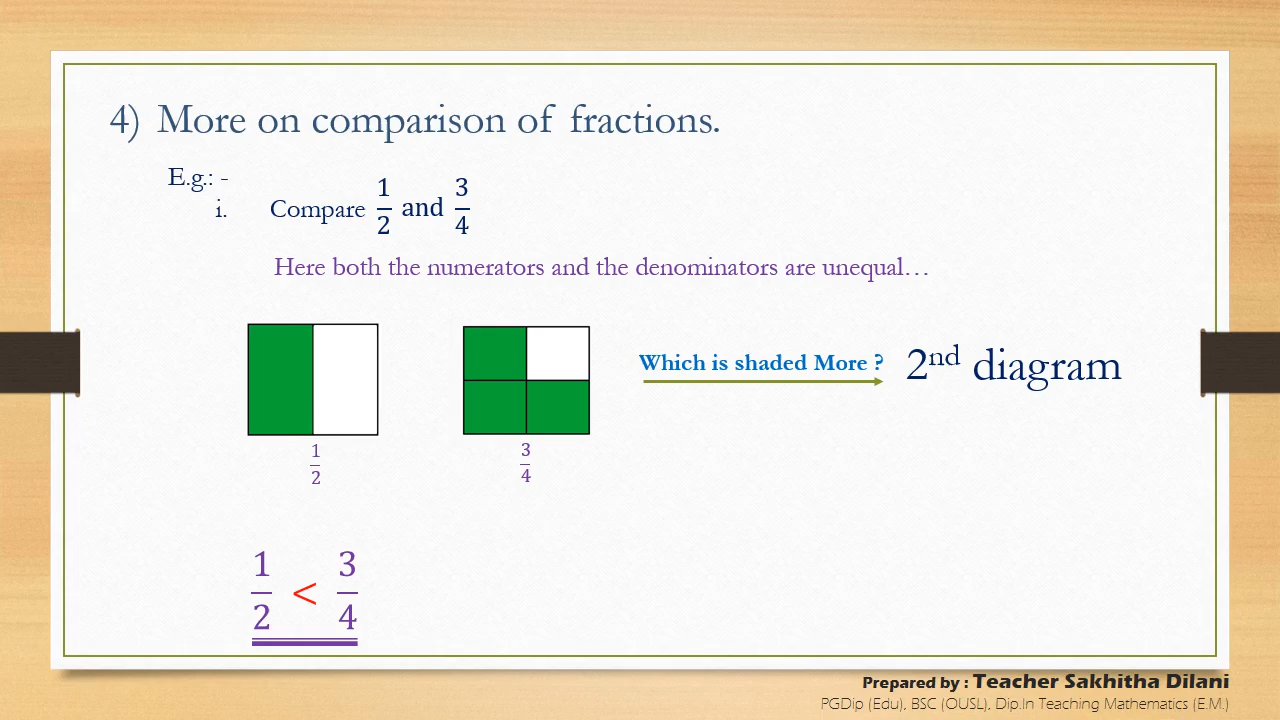 4) More on comparison of fractions.
E.g.: -
i. Compare 1/2 and 3/4
Here both the numerators and the denominators are unequal…
Which is shaded More ? 2nd diagram
1/2 3/4
1/2 < 3/4
Prepared by : Teacher Sakhitha Dilani
PGDip (Edu), BSC (OUSL), Dip.In Teaching Mathematics (E.M.)